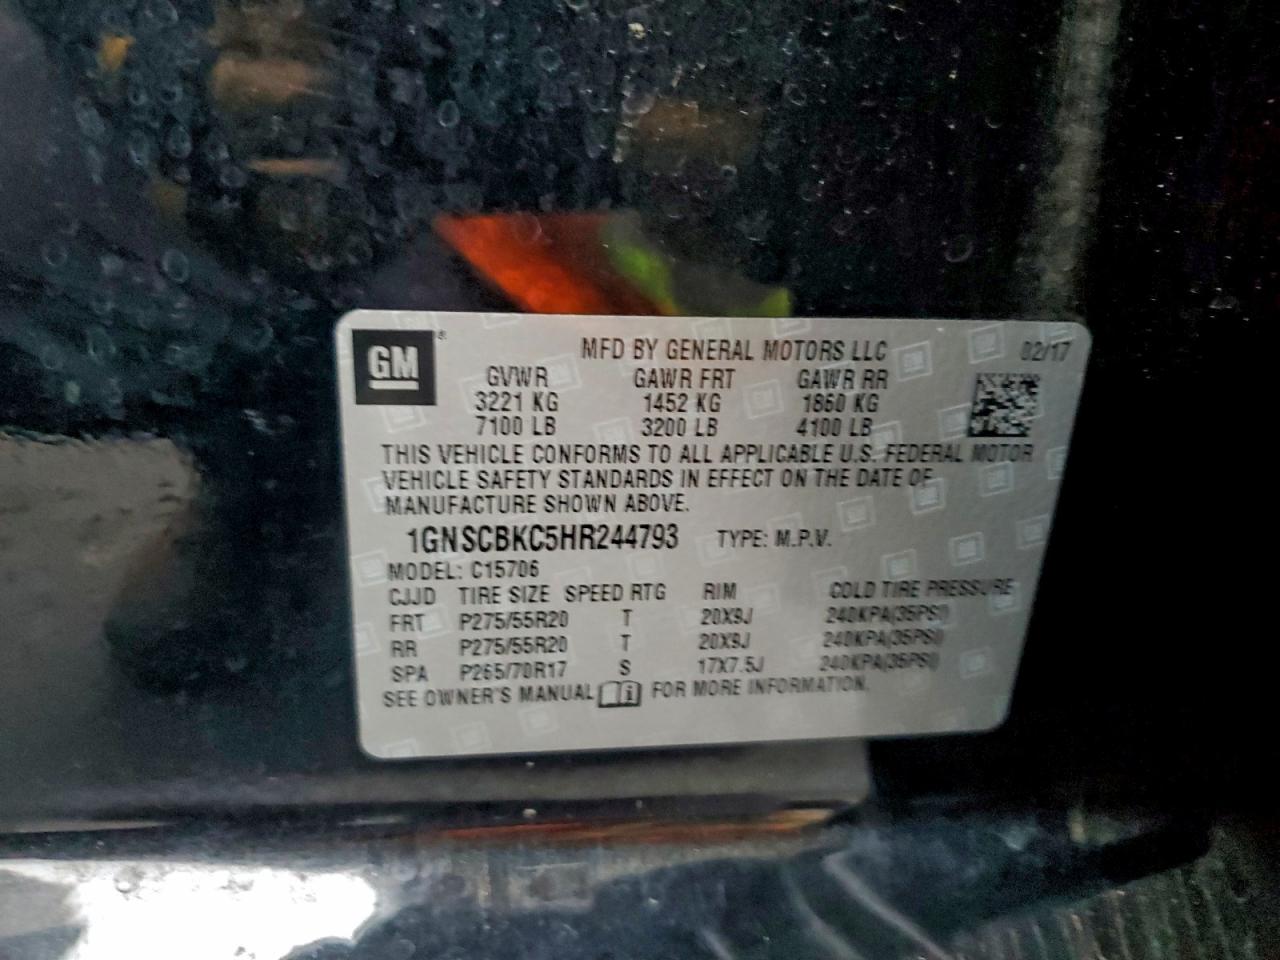 GM®
MFD BY GENERAL MOTORS LLC 02/17
GVWR GAWR FRT GAWR RR
3221 KG 1452 KG 1860 KG
7100 LB 3200 LB 4100 LB
THIS VEHICLE CONFORMS TO ALL APPLICABLE U.S. FEDERAL MOTOR
VEHICLE SAFETY STANDARDS IN EFFECT ON THE DATE OF
MANUFACTURE SHOWN ABOVE.
1GNSCBKC5HR244793 TYPE: M.P.V.
MODEL: C15706
CJJD TIRE SIZE SPEED RTG RIM COLD TIRE PRESSURE
FRT P275/55R20 T 20X9J 240KPA(35PSI)
RR P275/55R20 T 20X9J 240KPA(35PSI)
SPA P265/70R17 S 17X7.5J 240KPA(35PSI)
SEE OWNER'S MANUAL i FOR MORE INFORMATION.